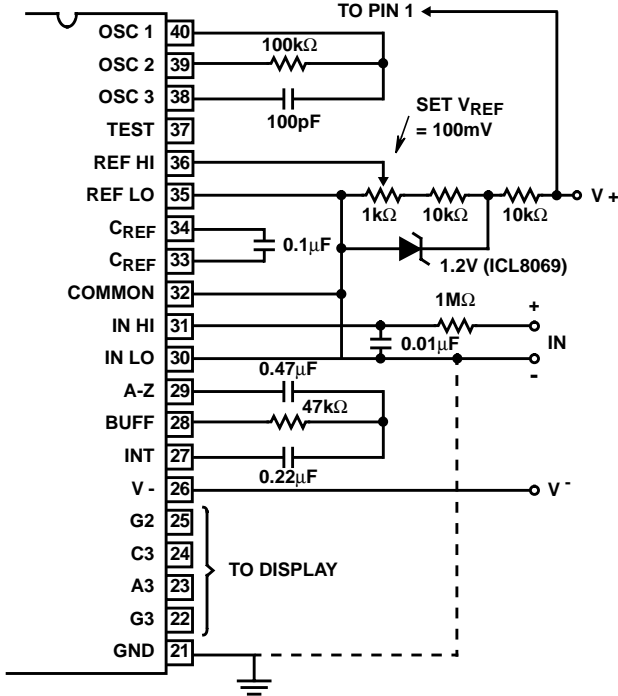 TO PIN 1
OSC 1 40
100kΩ
OSC 2 39
OSC 3 38
100pF
TEST 37
SET VREF
= 100mV
REF HI 36
REF LO 35
V +
1kΩ 10kΩ 10kΩ
CREF 34
0.1µF
CREF 33
1.2V (ICL8069)
COMMON 32
1MΩ
+
IN HI 31
IN
0.01µF
IN LO 30
-
0.47µF
A-Z 29
47kΩ
BUFF 28
INT 27
0.22µF
V - 26
V -
G2 25
C3 24
TO DISPLAY
A3 23
G3 22
GND 21